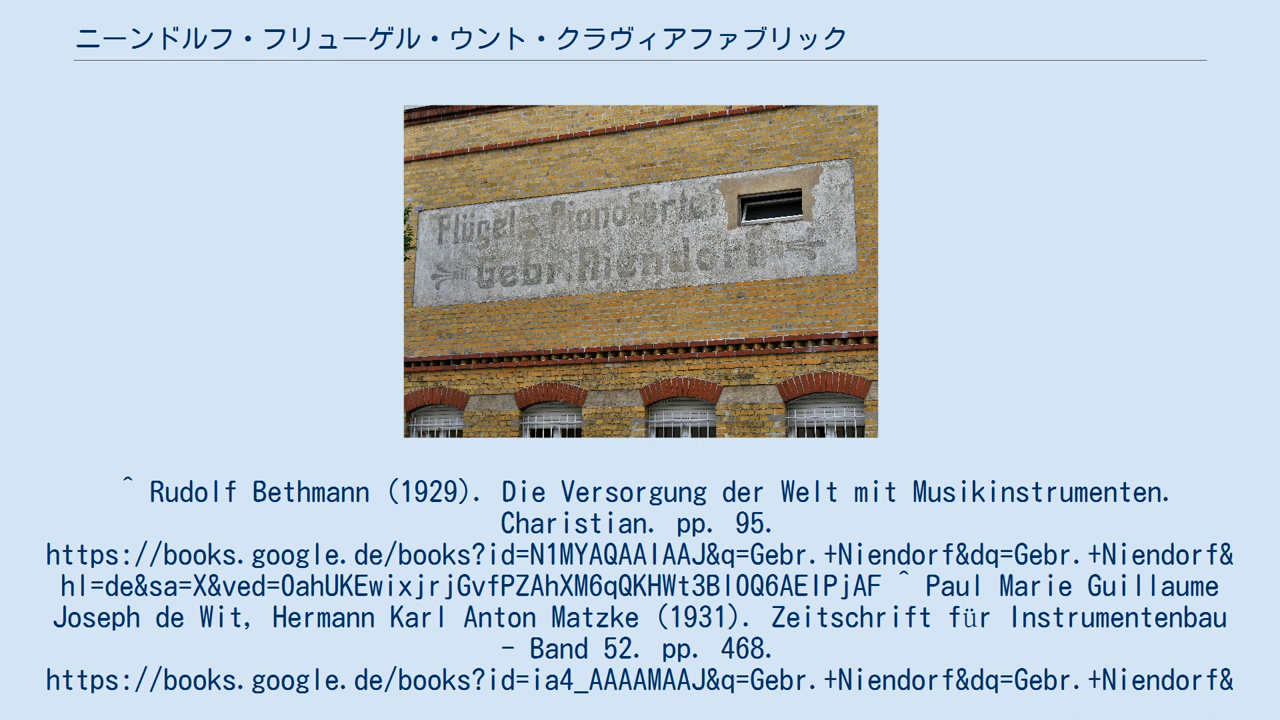 ニーンドルフ・フリューゲル・ウント・クラヴィアファブリック
Flügel & Pianoforte
Gebr. Niendorf
^ Rudolf Bethmann (1929). Die Versorgung der Welt mit Musikinstrumenten.
Charistian. pp. 95.
https://books.google.de/books?id=N1MYAQAAIAAJ&q=Gebr.+Niendorf&dq=Gebr.+Niendorf&
hl=de&sa=X&ved=0ahUKEwixjrjGvfPZAhXM6qQKHWt3Bl0Q6AEIPjAF ^ Paul Marie Guillaume
Joseph de Wit, Hermann Karl Anton Matzke (1931). Zeitschrift für Instrumentenbau
- Band 52. pp. 468.
https://books.google.de/books?id=ia4_AAAAMAAJ&q=Gebr.+Niendorf&dq=Gebr.+Niendorf&